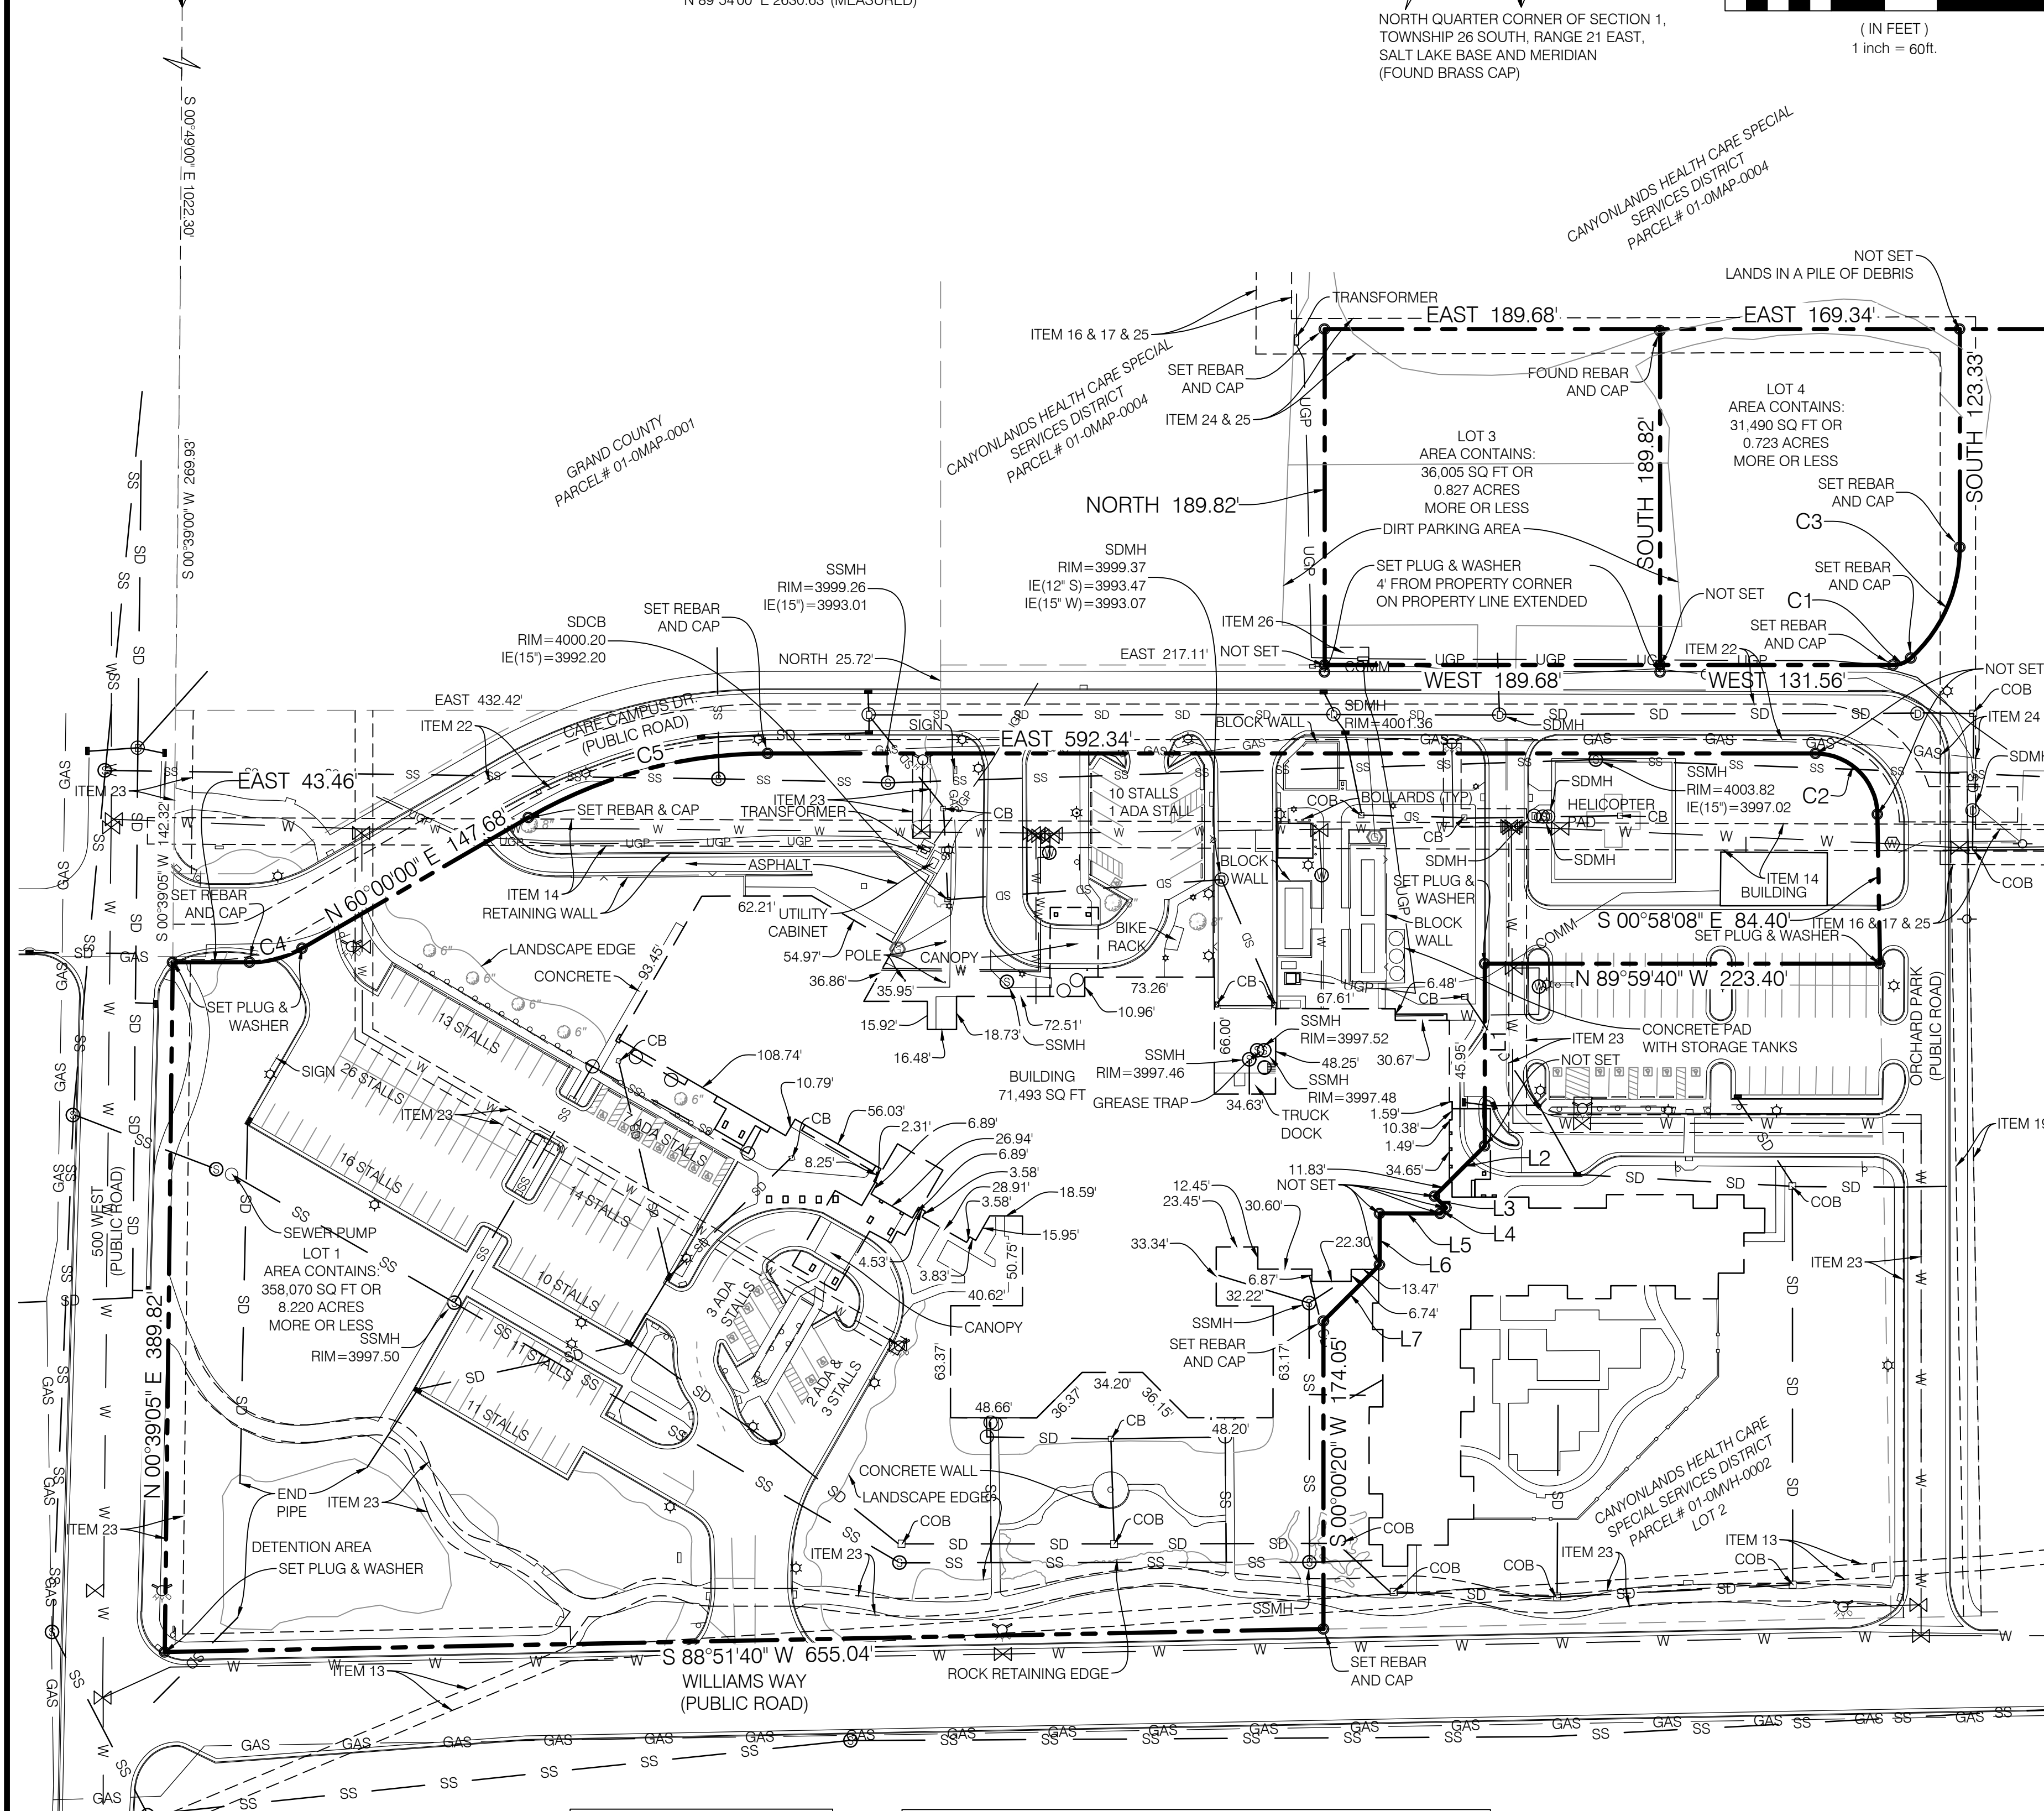 N 89°54'00" E 2630.63' (MEASURED)
NORTH QUARTER CORNER OF SECTION 1,
TOWNSHIP 26 SOUTH, RANGE 21 EAST,
SALT LAKE BASE AND MERIDIAN
(FOUND BRASS CAP)
( IN FEET )
1 inch = 60ft.
S 00°49'00" E 1022.30'
CANYONLANDS HEALTH CARE SPECIAL
SERVICES DISTRICT
PARCEL# 01-0MAP-0004
NOT SET
LANDS IN A PILE OF DEBRIS
TRANSFORMER
EAST 189.68'
EAST 169.34'
ITEM 16 & 17 & 25
SET REBAR
AND CAP
ITEM 24 & 25
FOUND REBAR
AND CAP
SOUTH 123.33'
LOT 4
AREA CONTAINS:
31,490 SQ FT OR
0.723 ACRES
MORE OR LESS
LOT 3
AREA CONTAINS:
36,005 SQ FT OR
0.827 ACRES
MORE OR LESS
SOUTH 189.82'
NORTH 189.82'
DIRT PARKING AREA
SET REBAR
AND CAP
C3
SET REBAR
AND CAP
C1
SET REBAR
AND CAP
SET PLUG & WASHER
4' FROM PROPERTY CORNER
ON PROPERTY LINE EXTENDED
NOT SET
GRAND COUNTY
PARCEL# 01-0MAP-0001
CANYONLANDS HEALTH CARE SPECIAL
SERVICES DISTRICT
PARCEL# 01-0MAP-0004
S 00°39'00" W 269.93'
SDMH
RIM=3999.37
IE(12" S)=3993.47
IE(15" W)=3993.07
SSMH
RIM=3999.26
IE(15")=3993.01
SDCB
RIM=4000.20
IE(15")=3992.20
SET REBAR
AND CAP
ITEM 26
EAST 217.11'
NOT SET
COMM
UGP
ITEM 22
NOT SET
COB
ITEM 24
NORTH 25.72'
EAST 432.42'
ITEM 22
CARE CAMPUS DR.
(PUBLIC ROAD)
C5
WEST 189.68'
WEST 131.56'
SIGN
BLOCK WALL
SDMH
RIM=4001.36
SDMH
EAST 592.34'
EAST 43.46'
ITEM 23
S 00°39'05" W 142.32'
SET REBAR & CAP
TRANSFORMER
ITEM 23
CB
10 STALLS
1 ADA STALL
COB
BOLLARDS (TYP)
SDMH
HELICOPTER
PAD
CB
SSMH
RIM=4003.82
IE(15")=3997.02
C2
CB
SDMH
SDMH
COB
ITEM 14
BUILDING
BLOCK
WALL
SET PLUG &
WASHER
BLOCK
WALL
S 00°58'08" E 84.40'
ITEM 16 & 17 & 25
SET PLUG & WASHER
N 89°59'40" W 223.40'
COMM
ASPHALT
ITEM 14
RETAINING WALL
N 60°00'00" E 147.68'
SET REBAR
AND CAP
C4
62.21'
UTILITY
CABINET
54.97'
POLE
CANOPY
BIKE
RACK
36.86'
35.95'
73.26'
10.96'
CB
67.61'
6.48'
CB
15.92'
16.48'
18.73'
72.51'
SSMH
66.00'
SSMH
RIM=3997.52
48.25'
30.67'
45.95'
SSMH
RIM=3997.46
GREASE TRAP
SSMH
RIM=3997.48
34.63'
TRUCK
DOCK
BUILDING
71,493 SQ FT
LANDSCAPE EDGE
CONCRETE
93.45'
SET PLUG &
WASHER
SIGN
13 STALLS
26 STALLS
ITEM 23
16 STALLS
14 STALLS
ADA STALLS
10 STALLS
CB
108.74'
10.79'
CB
56.03'
2.31'
8.25'
6.89'
26.94'
6.89'
3.58'
28.91'
3.58'
18.59'
15.95'
4.53'
3.83'
50.75'
40.62'
CANOPY
CONCRETE PAD
WITH STORAGE TANKS
ITEM 23
NOT SET
ORCHARD PARK
(PUBLIC ROAD)
1.59'
10.38'
1.49'
34.65'
L2
11.83'
NOT SET
L3
L4
L5
L6
L7
12.45'
23.45'
30.60'
22.30'
33.34'
6.87'
32.22'
13.47'
6.74'
SSMH
SET REBAR
AND CAP
COB
ITEM 23
500 WEST
(PUBLIC ROAD)
SEWER PUMP
LOT 1
AREA CONTAINS:
358,070 SQ FT OR
8.220 ACRES
MORE OR LESS
SSMH
RIM=3997.50
11 STALLS
11 STALLS
3 ADA
STALLS
2 ADA &
3 STALLS
63.37'
63.17'
48.66'
36.37'
34.20'
36.15'
48.20'
CB
S 00°00'20" W 174.05'
N 00°39'05" E 389.82'
END
PIPE
ITEM 23
ITEM 23
CONCRETE WALL
LANDSCAPE EDGE
COB
COB
COB
COB
COB
CANYONLANDS HEALTH CARE
SPECIAL SERVICES DISTRICT
PARCEL# 01-0MVH-0002
LOT 2
ITEM 13
COB
ITEM 23
DETENTION AREA
SET PLUG & WASHER
ITEM 23
SSMH
ITEM 13
S 88°51'40" W 655.04'
WILLIAMS WAY
(PUBLIC ROAD)
ROCK RETAINING EDGE
SET REBAR
AND CAP